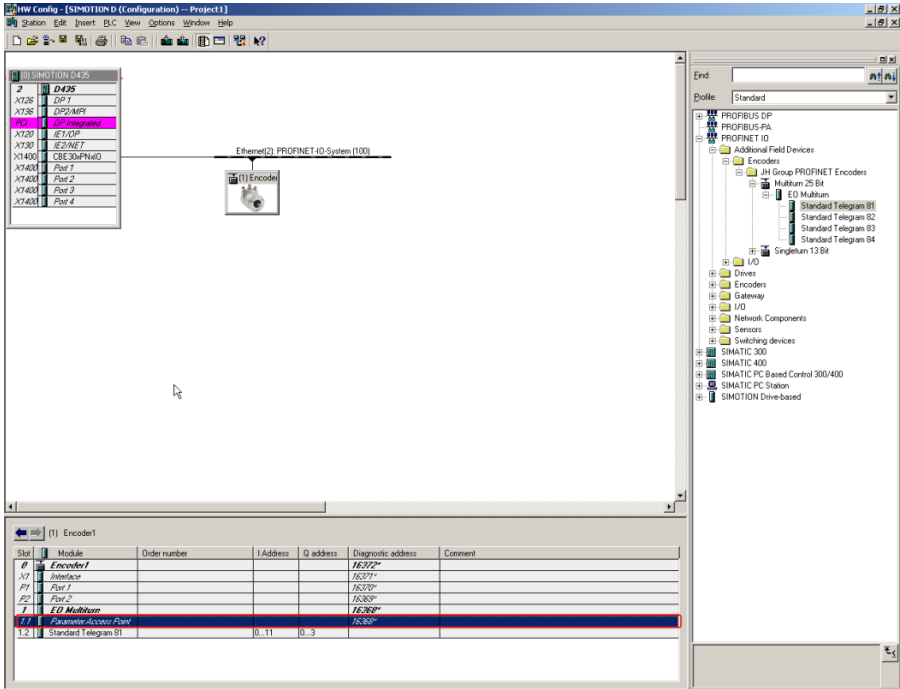 HW Config - [SIMOTION D (Configuration) -- Project1]
Station Edit Insert PLC View Options Window Help
(0) SIMOTION D435
2 D435
X126 DP 1
X136 DP2/MPI
PCI DP Integrated
X120 IE1/OP
X130 IE2/NET
X1400 CBE30xPNxIO
X1400 Port 1
X1400 Port 2
X1400 Port 3
X1400 Port 4
Ethernet(2): PROFINET-IO-System (100)
(1) Encoder
Find:
Profile: Standard
PROFIBUS DP
PROFIBUS-PA
PROFINET IO
Additional Field Devices
Encoders
JH Group PROFINET Encoders
Multiturn 25 Bit
EO Multiturn
Standard Telegram 81
Standard Telegram 82
Standard Telegram 83
Standard Telegram 84
Singleturn 13 Bit
I/O
Drives
Encoders
Gateway
I/O
Network Components
Sensors
Switching devices
SIMATIC 300
SIMATIC 400
SIMATIC PC Based Control 300/400
SIMATIC PC Station
SIMOTION Drive-based
(1) Encoder1
Slot Module Order number I Address Q address Diagnostic address Comment
0 Encoder1 16372*
X1 Interface 16371*
P1 Port 1 16370*
P2 Port 2 16369*
1 EO Multiturn 16368*
1.1 Parameter Access Point 16368*
1.2 Standard Telegram 81 0...11 0...3